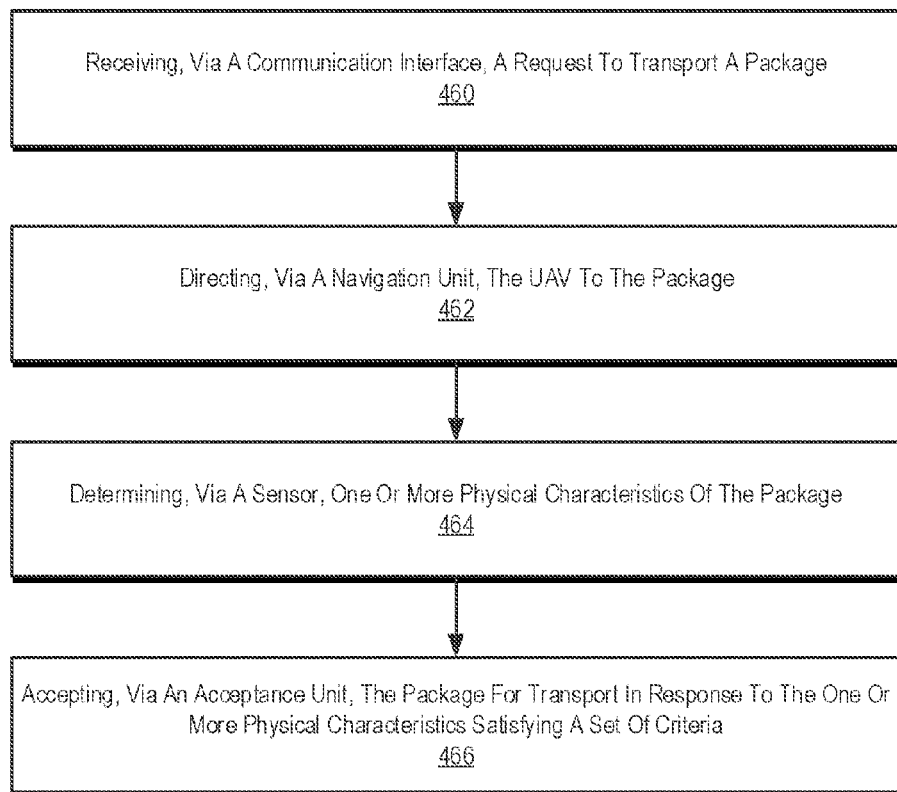 Receiving, Via A Communication Interface, A Request To Transport A Package
460
Directing, Via A Navigation Unit, The UAV To The Package
462
Determining, Via A Sensor, One Or More Physical Characteristics Of The Package
464
Accepting, Via An Acceptance Unit, The Package For Transport In Response To The One Or
More Physical Characteristics Satisfying A Set Of Criteria
466